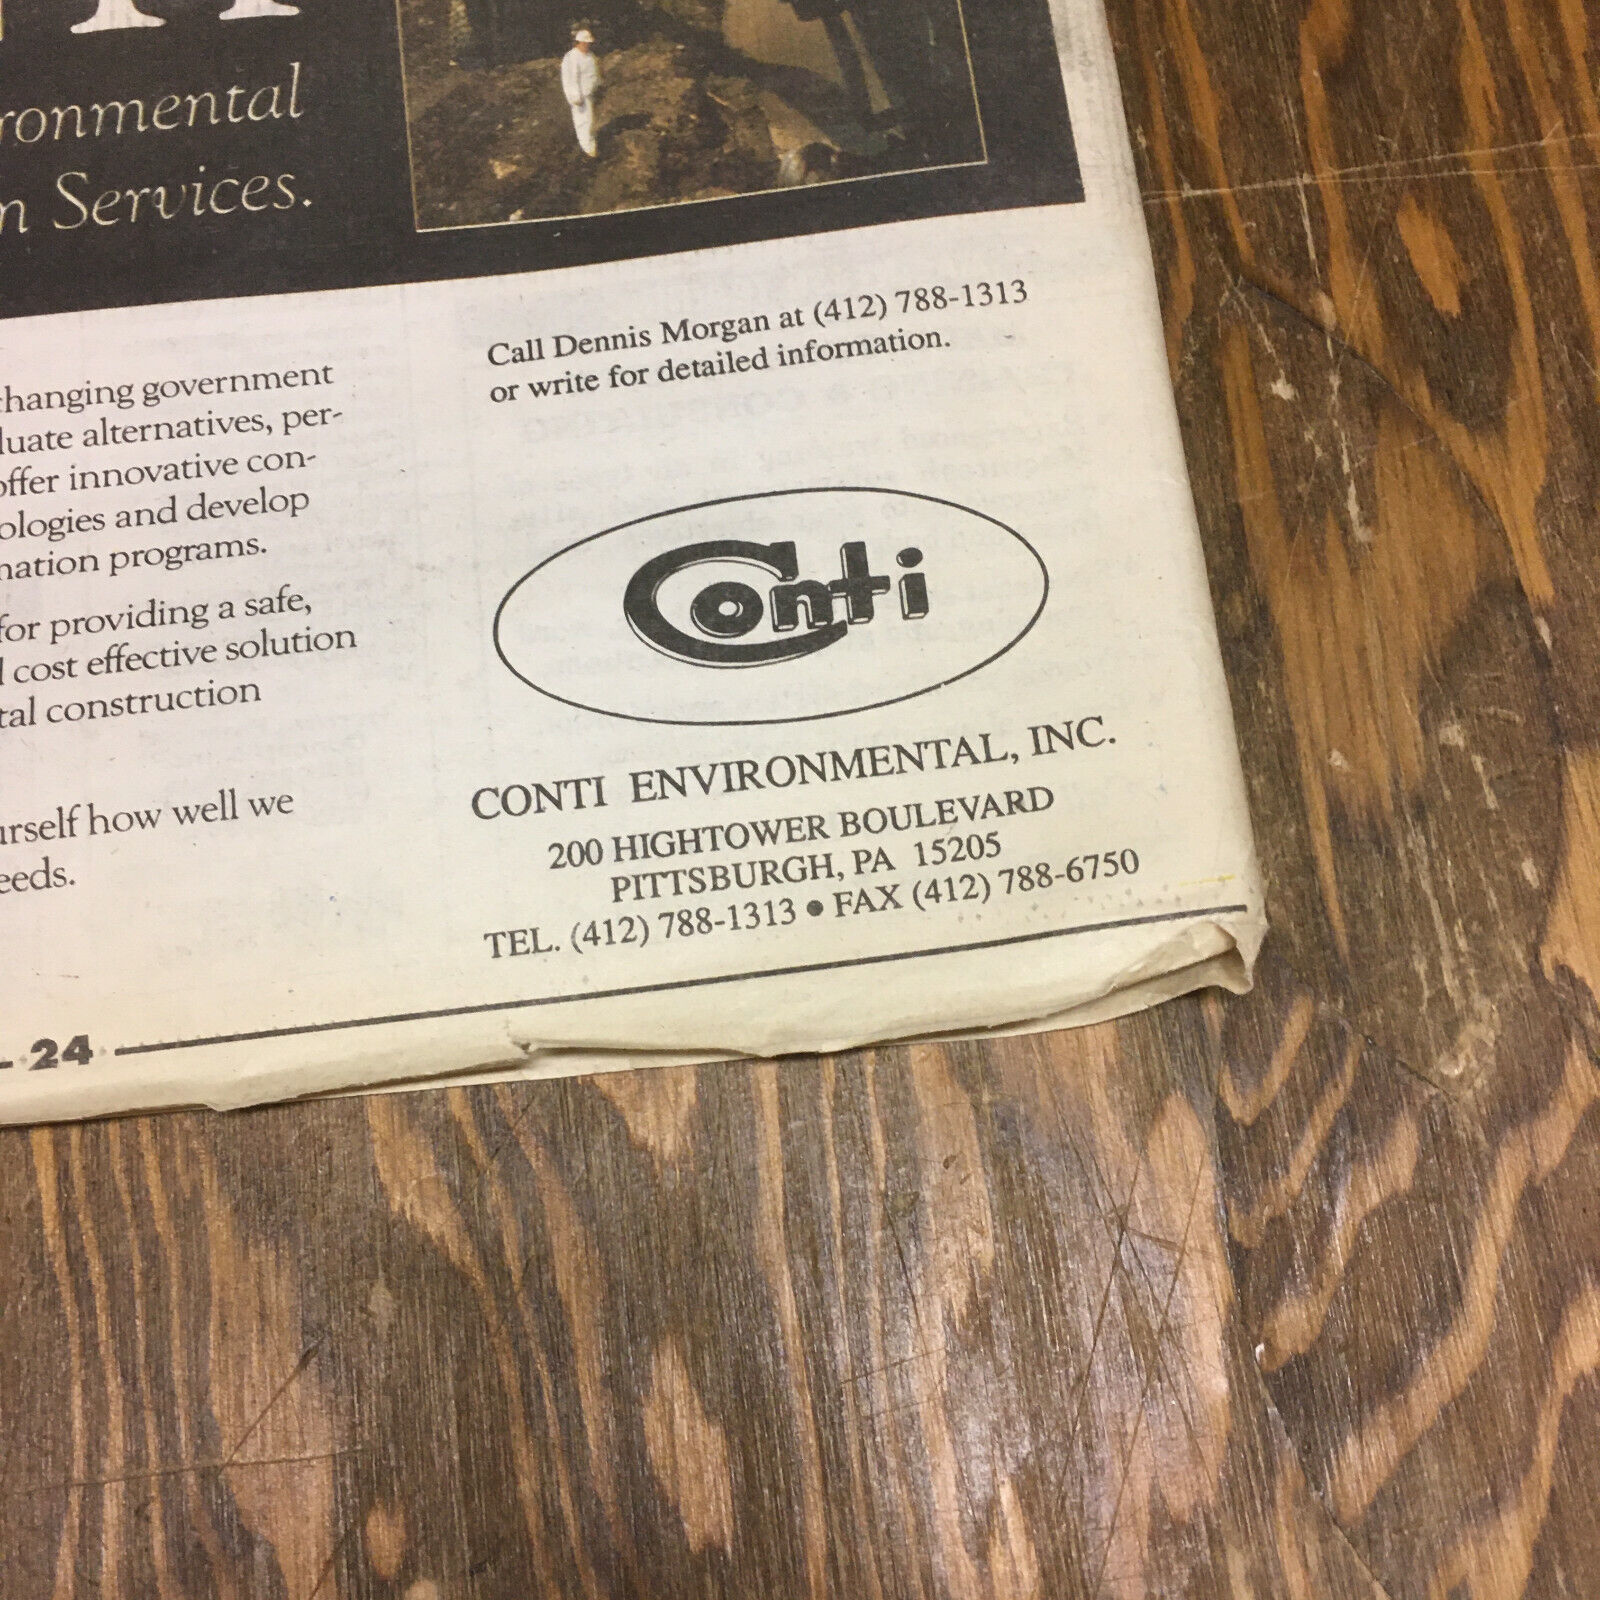 ronmental
n Services.
changing government
luate alternatives, per-
offer innovative con-
ologies and develop
nation programs.
for providing a safe,
cost effective solution
tal construction
urself how well we
eeds.
Call Dennis Morgan at (412) 788-1313
or write for detailed information.
Conti
CONTI ENVIRONMENTAL, INC.
200 HIGHTOWER BOULEVARD
PITTSBURGH, PA 15205
TEL. (412) 788-1313 • FAX (412) 788-6750
24